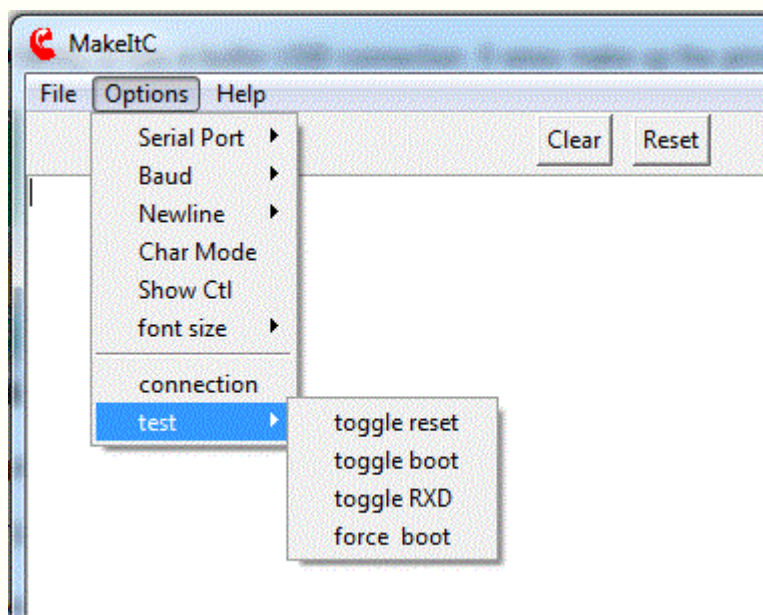 MakeItC
File Options Help
Clear Reset
Serial Port
Baud
Newline
Char Mode
Show Ctl
font size
connection
test
toggle reset
toggle boot
toggle RXD
force boot